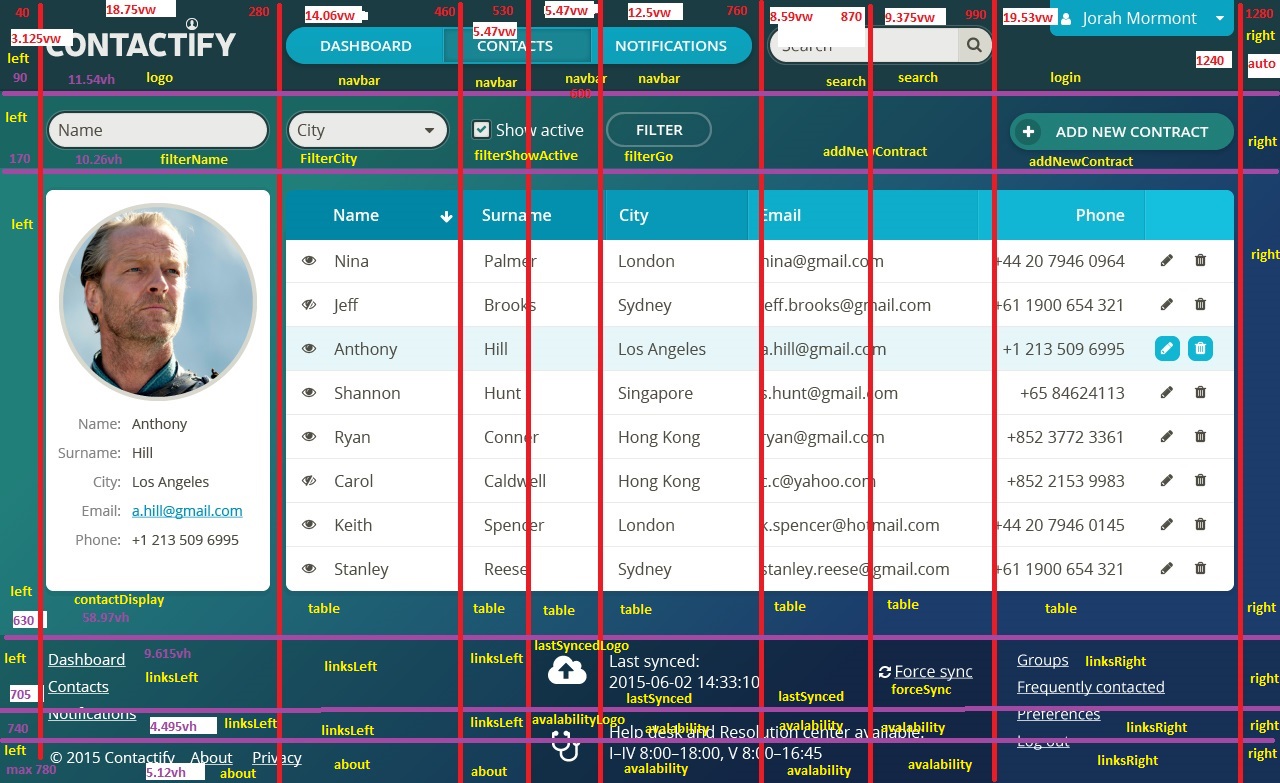 40 18.75vw 280 14.06vw 460 530 5.47vw 12.5vw 760 8.59vw 870 9.375vw 990 19.53vw Jorah Mormont 1280
3.125vw CONTACTIFY DASHBOARD 5.47vw CONTACTS NOTIFICATIONS Search right
left 1240 auto
90 11.54vh logo navbar navbar navbar navbar search search login right
600
left Name City Show active FILTER ADD NEW CONTRACT right
170 10.26vh filterName FilterCity filterShowActive filterGo addNewContract addNewContract
left Name Surname City Email Phone right
Nina Palmer London nina@gmail.com +44 20 7946 0964
Jeff Brooks Sydney jeff.brooks@gmail.com +61 1900 654 321
Anthony Hill Los Angeles a.hill@gmail.com +1 213 509 6995
Shannon Hunt Singapore s.hunt@gmail.com +65 84624113
Ryan Conner Hong Kong ryan@gmail.com +852 3772 3361
Carol Caldwell Hong Kong c.c@yahoo.com +852 2153 9983
Keith Spencer London k.spencer@hotmail.com +44 20 7946 0145
Stanley Reese Sydney stanley.reese@gmail.com +61 1900 654 321
Name: Anthony
Surname: Hill
City: Los Angeles
Email: a.hill@gmail.com
Phone: +1 213 509 6995
left contactDisplay table table table table table table table right
630 58.97vh
left Dashboard 9.615vh linksLeft linksLeft linksLeft lastSyncedLogo Last synced: Groups linksRight
Contacts 2015-06-02 14:33:10 Force sync Frequently contacted right
705 lastSynced lastSynced forceSync
Notifications linksLeft linksLeft linksLeft avalabilityLogo avalability avalability avalability Preferences linksRight right
740 4.495vh Help desk and Resolution center available: Log out
left I–IV 8:00–18:00, V 8:00–16:45 right
© 2015 Contactify About Privacy linksRight
max 780 5.12vh about about about avalability avalability avalability